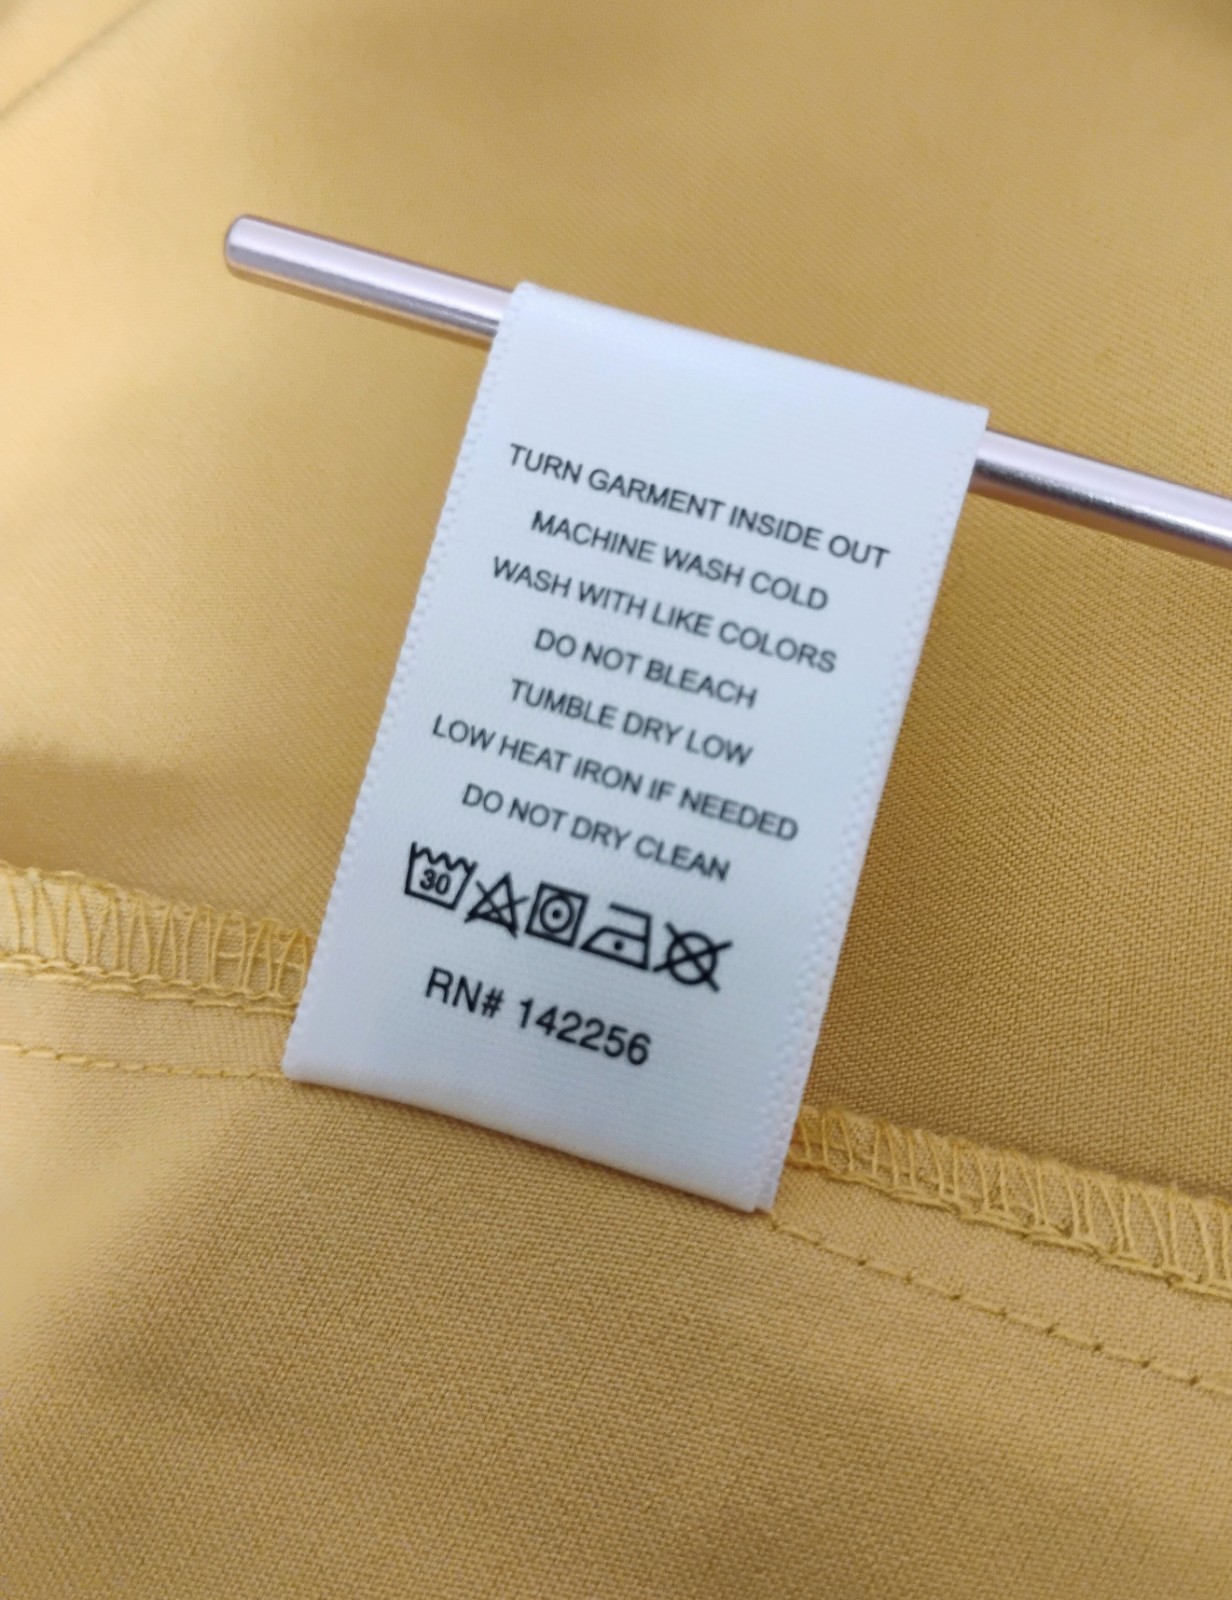 TURN GARMENT INSIDE OUT
MACHINE WASH COLD
WASH WITH LIKE COLORS
DO NOT BLEACH
TUMBLE DRY LOW
LOW HEAT IRON IF NEEDED
DO NOT DRY CLEAN
30
RN# 142256